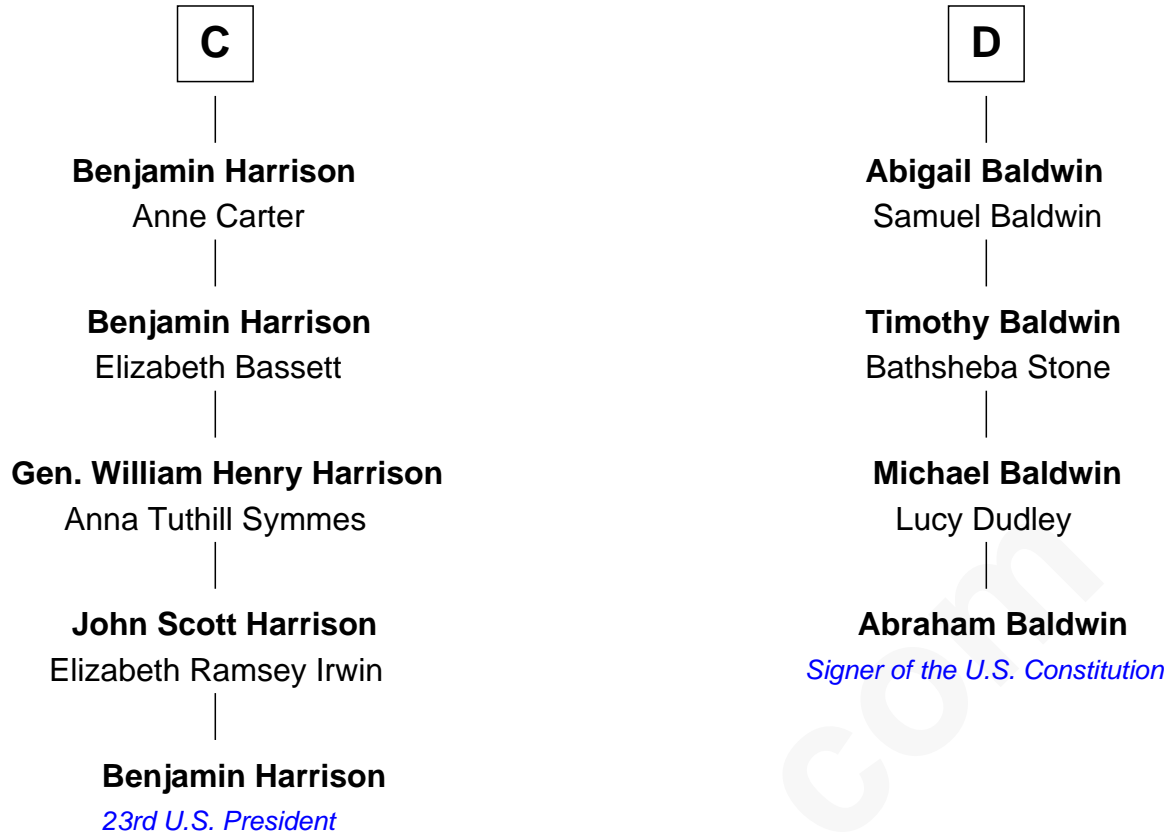 C
Benjamin Harrison
Anne Carter
Benjamin Harrison
Elizabeth Bassett
Gen. William Henry Harrison
Anna Tuthill Symmes
John Scott Harrison
Elizabeth Ramsey Irwin
Benjamin Harrison
23rd U.S. President
D
Abigail Baldwin
Samuel Baldwin
Timothy Baldwin
Bathsheba Stone
Michael Baldwin
Lucy Dudley
Abraham Baldwin
Signer of the U.S. Constitution
com